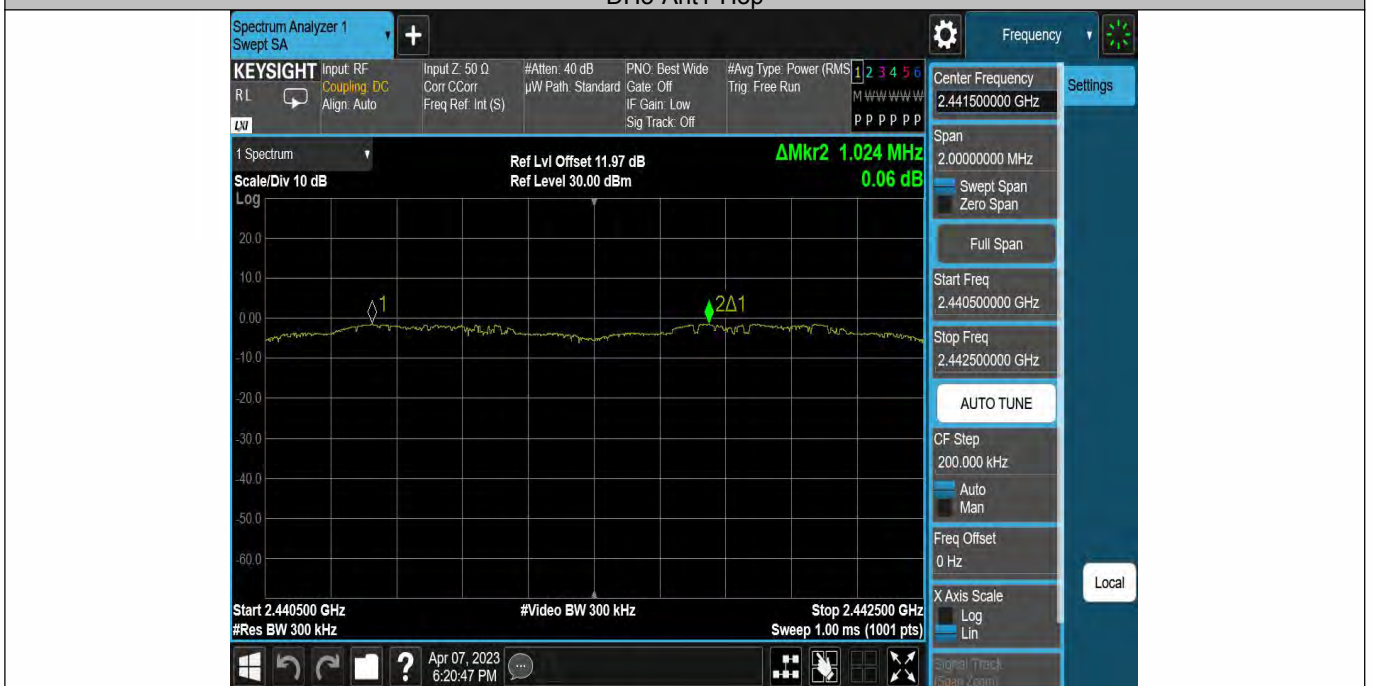 DH5-Ant1-Hop
Spectrum Analyzer 1
Swept SA
Frequency
KEYSIGHT
RL
LXI
Input: RF
Coupling: DC
Align: Auto
Input Z: 50 Ω
Corr CCorr
Freq Ref: Int (S)
#Atten: 40 dB
µW Path: Standard
PNO: Best Wide
Gate: Off
IF Gain: Low
Sig Track: Off
#Avg Type: Power (RMS
Trig: Free Run
1 2 3 4 5 6
M W W W W W
P P P P P P
Center Frequency
2.441500000 GHz
Settings
1 Spectrum
Scale/Div 10 dB
Log
Ref Lvl Offset 11.97 dB
Ref Level 30.00 dBm
ΔMkr2 1.024 MHz
0.06 dB
Span
2.00000000 MHz
Swept Span
Zero Span
Full Span
Start Freq
2.440500000 GHz
Stop Freq
2.442500000 GHz
AUTO TUNE
CF Step
200.000 kHz
Auto
Man
Freq Offset
0 Hz
X Axis Scale
Log
Lin
Signal Track
(Span Zoom)
Local
20.0
10.0
0.00
-10.0
-20.0
-30.0
-40.0
-50.0
-60.0
1
2Δ1
Start 2.440500 GHz
#Res BW 300 kHz
#Video BW 300 kHz
Stop 2.442500 GHz
Sweep 1.00 ms (1001 pts)
Apr 07, 2023
6:20:47 PM